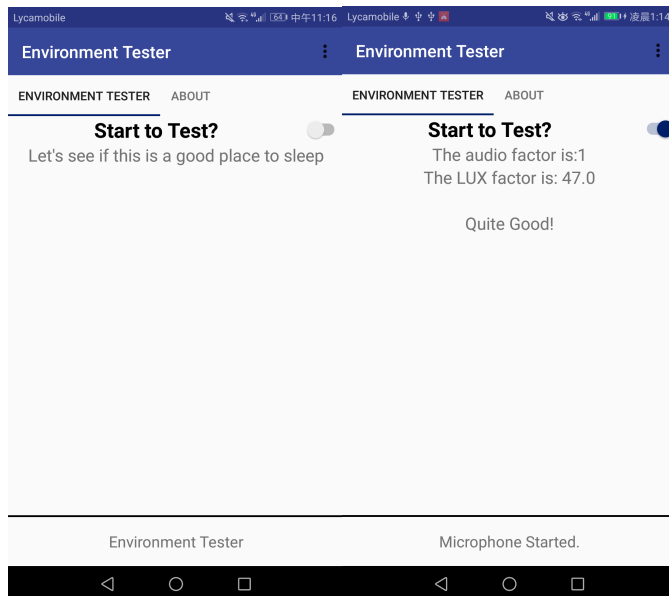 Lycamobile 64 中午11:16
Environment Tester
ENVIRONMENT TESTER ABOUT
Start to Test?
Let's see if this is a good place to sleep
Environment Tester
Lycamobile 91 凌晨1:14
Environment Tester
ENVIRONMENT TESTER ABOUT
Start to Test?
The audio factor is:1
The LUX factor is: 47.0
Quite Good!
Microphone Started.